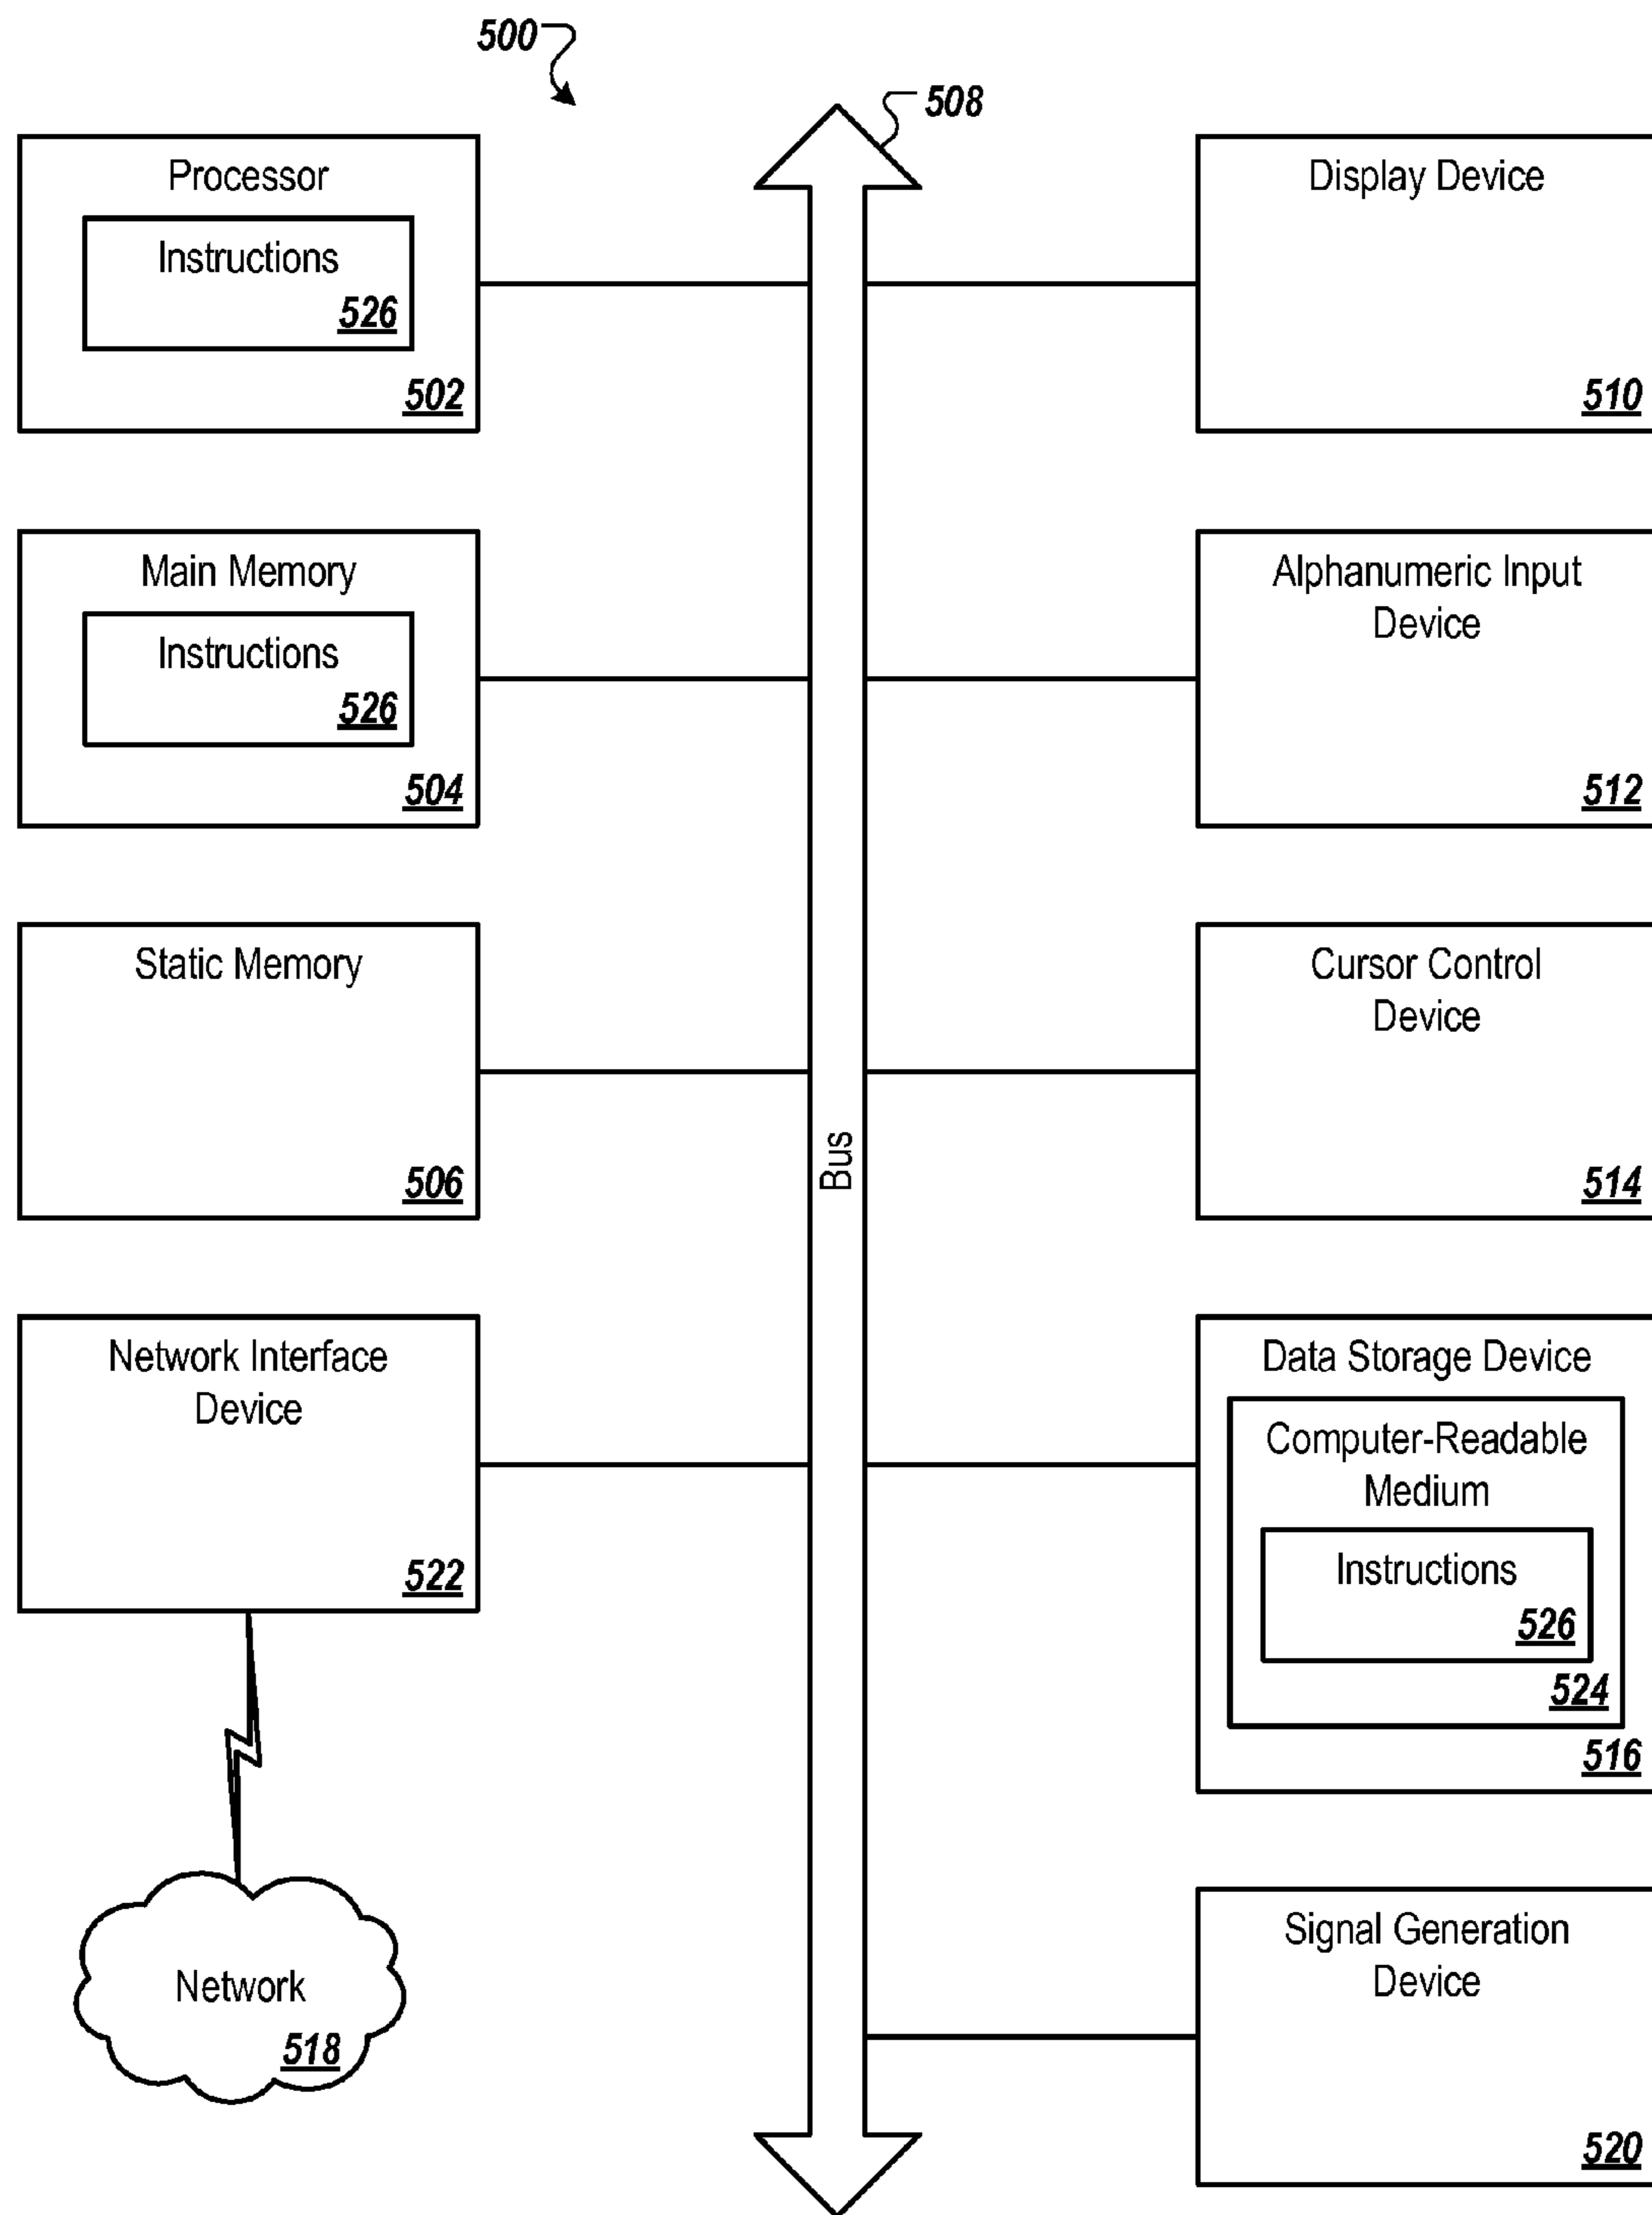 500
508
Processor
Instructions
526
502
Display Device
510
Main Memory
Instructions
526
504
Alphanumeric Input
Device
512
Static Memory
506
Cursor Control
Device
514
Bus
Network Interface
Device
522
Data Storage Device
Computer-Readable
Medium
Instructions
526
524
516
Network
518
Signal Generation
Device
520